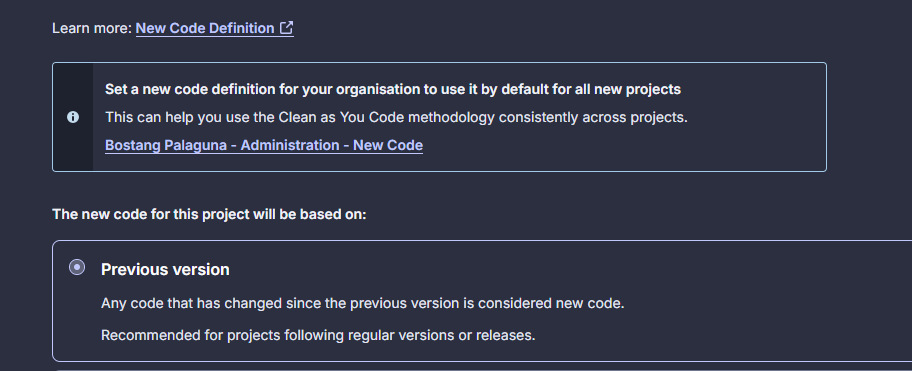 Learn more: New Code Definition
Set a new code definition for your organisation to use it by default for all new projects
This can help you use the Clean as You Code methodology consistently across projects.
Bostang Palaguna - Administration - New Code
The new code for this project will be based on:
Previous version
Any code that has changed since the previous version is considered new code.
Recommended for projects following regular versions or releases.